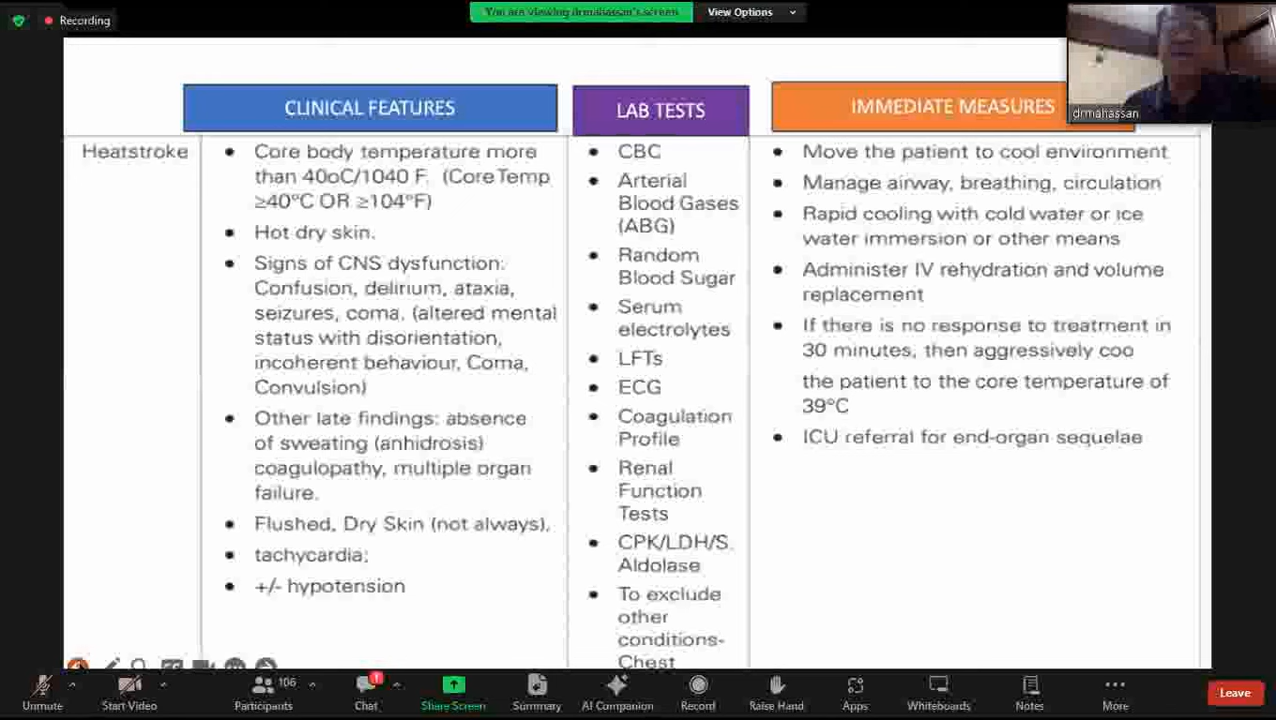 Recording
You are viewing drmahassan's screen
View Options
drmahassan
CLINICAL FEATURES
LAB TESTS
IMMEDIATE MEASURES
Heatstroke
• Core body temperature more
than 40oC/1040 F. (Core Temp
≥40°C OR ≥104°F)
• Hot dry skin.
• Signs of CNS dysfunction:
Confusion, delirium, ataxia,
seizures, coma. (altered mental
status with disorientation,
incoherent behaviour, Coma,
Convulsion)
• Other late findings: absence
of sweating (anhidrosis)
coagulopathy, multiple organ
failure.
• Flushed, Dry Skin (not always),
• tachycardia;
• +/- hypotension
• CBC
• Arterial
Blood Gases
(ABG)
• Random
Blood Sugar
• Serum
electrolytes
• LFTs
• ECG
• Coagulation
Profile
• Renal
Function
Tests
• CPK/LDH/S.
Aldolase
• To exclude
other
conditions-
Chest
• Move the patient to cool environment
• Manage airway, breathing, circulation
• Rapid cooling with cold water or ice
water immersion or other means
• Administer IV rehydration and volume
replacement
• If there is no response to treatment in
30 minutes, then aggressively coo
the patient to the core temperature of
39°C
• ICU referral for end-organ sequelae
Unmute
Start Video
106
Participants
1
Chat
Share Screen
Summary
AI Companion
Record
Raise Hand
Apps
Whiteboards
Notes
More
Leave